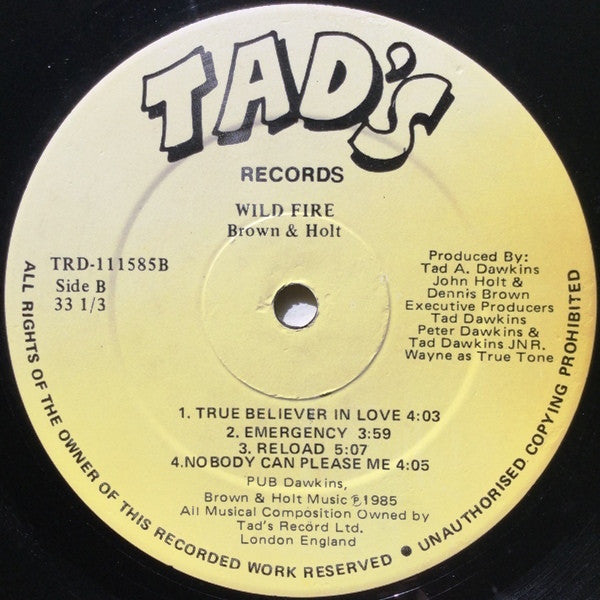 TAD'S
RECORDS
WILD FIRE
Brown & Holt
TRD-111585B
Side B
33 1/3
Produced By:
Tad A. Dawkins
John Holt &
Dennis Brown
Executive Producers
Tad Dawkins
Peter Dawkins &
Tad Dawkins JNR.
Wayne as True Tone
1. TRUE BELIEVER IN LOVE 4:03
2. EMERGENCY 3:59
3. RELOAD 5:07
4.NOBODY CAN PLEASE ME 4:05
PUB Dawkins,
Brown & Holt Music ℗1985
All Musical Composition Owned by
Tad's Recörd Ltd.
London England
ALL RIGHTS OF THE OWNER OF THIS RECORDED WORK RESERVED ● UNAUTHORISED COPYING PROHIBITED